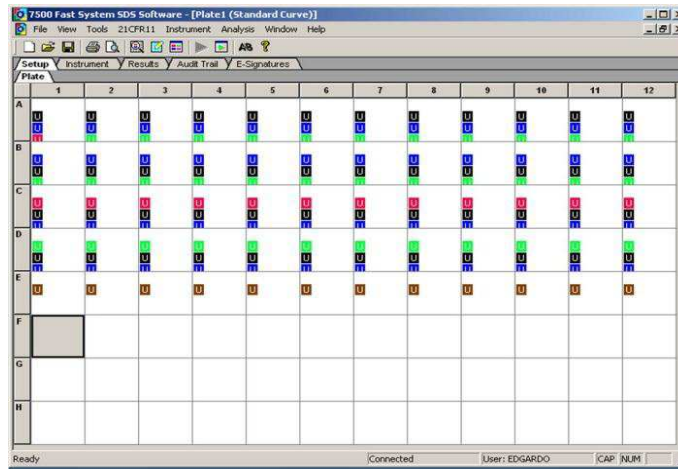 7500 Fast System SDS Software - [Plate1 (Standard Curve)]
File View Tools 21CFR11 Instrument Analysis Window Help
Setup Instrument Results Audit Trail E-Signatures
Plate
1 2 3 4 5 6 7 8 9 10 11 12
A
U U U U U U U U U U U U
U U U U U U U U U U U U
U U U U U U U U U U U U
B
U U U U U U U U U U U U
U U U U U U U U U U U U
U U U U U U U U U U U U
C
U U U U U U U U U U U U
U U U U U U U U U U U U
U U U U U U U U U U U U
D
U U U U U U U U U U U U
U U U U U U U U U U U U
U U U U U U U U U U U U
E
U U U U U U U U U U U U
F
G
H
Ready Connected User: EDGARDO CAP NUM